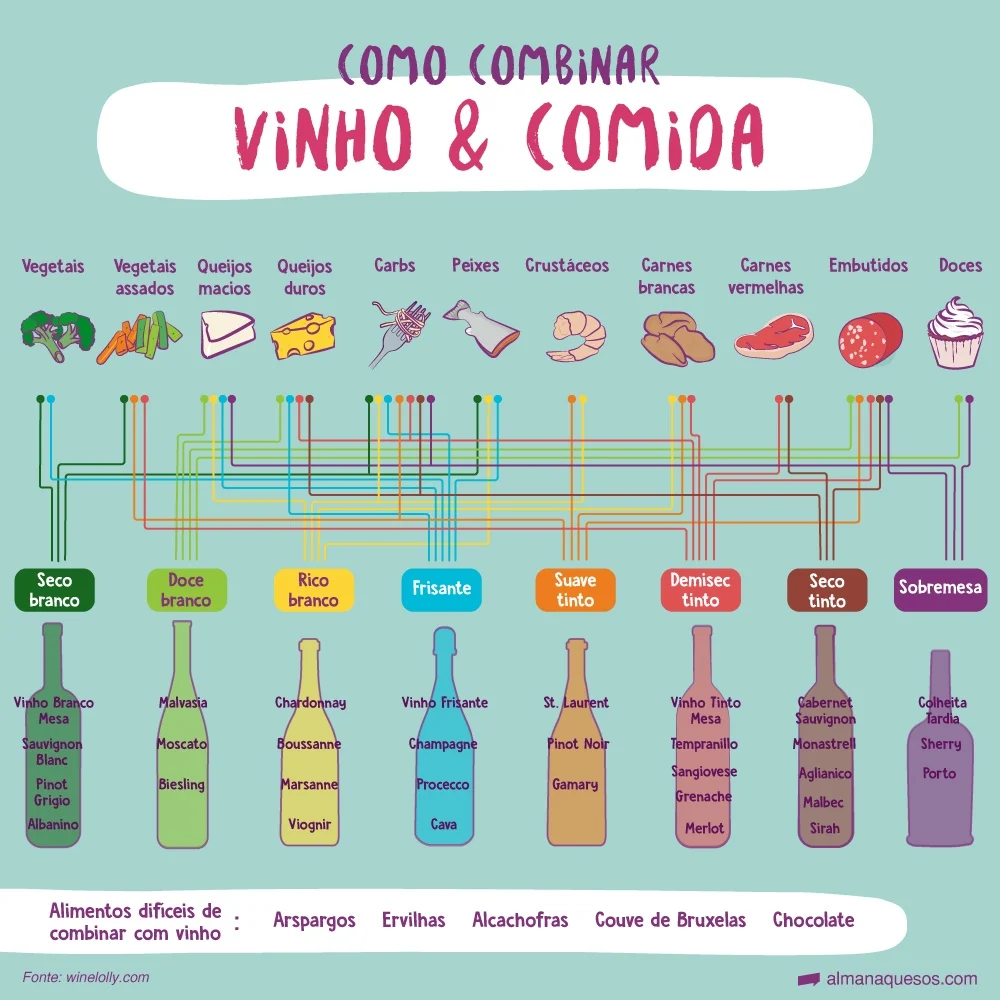 COMO COMBINAR
VINHO & COMIDA
Vegetais
Vegetais
assados
Queijos
macios
Queijos
duros
Carbs
Peixes
Crustáceos
Carnes
brancas
Carnes
vermelhas
Embutidos
Doces
Seco
branco
Doce
branco
Rico
branco
Frisante
Suave
tinto
Demisec
tinto
Seco
tinto
Sobremesa
Vinho Branco
Mesa
Sauvignon
Blanc
Pinot
Grigio
Albanino
Malvasia
Moscato
Biesling
Chardonnay
Boussanne
Marsanne
Viognir
Vinho Frisante
Champagne
Procecco
Cava
St. Laurent
Pinot Noir
Gamary
Vinho Tinto
Mesa
Tempranillo
Sangiovese
Grenache
Merlot
Cabernet
Sauvignon
Monastrell
Aglianico
Malbec
Sirah
Colheita
Tardia
Sherry
Porto
Alimentos difíceis de
combinar com vinho :
Arspargos
Ervilhas
Alcachofras
Couve de Bruxelas
Chocolate
Fonte: winelolly.com
almanaquesos.com